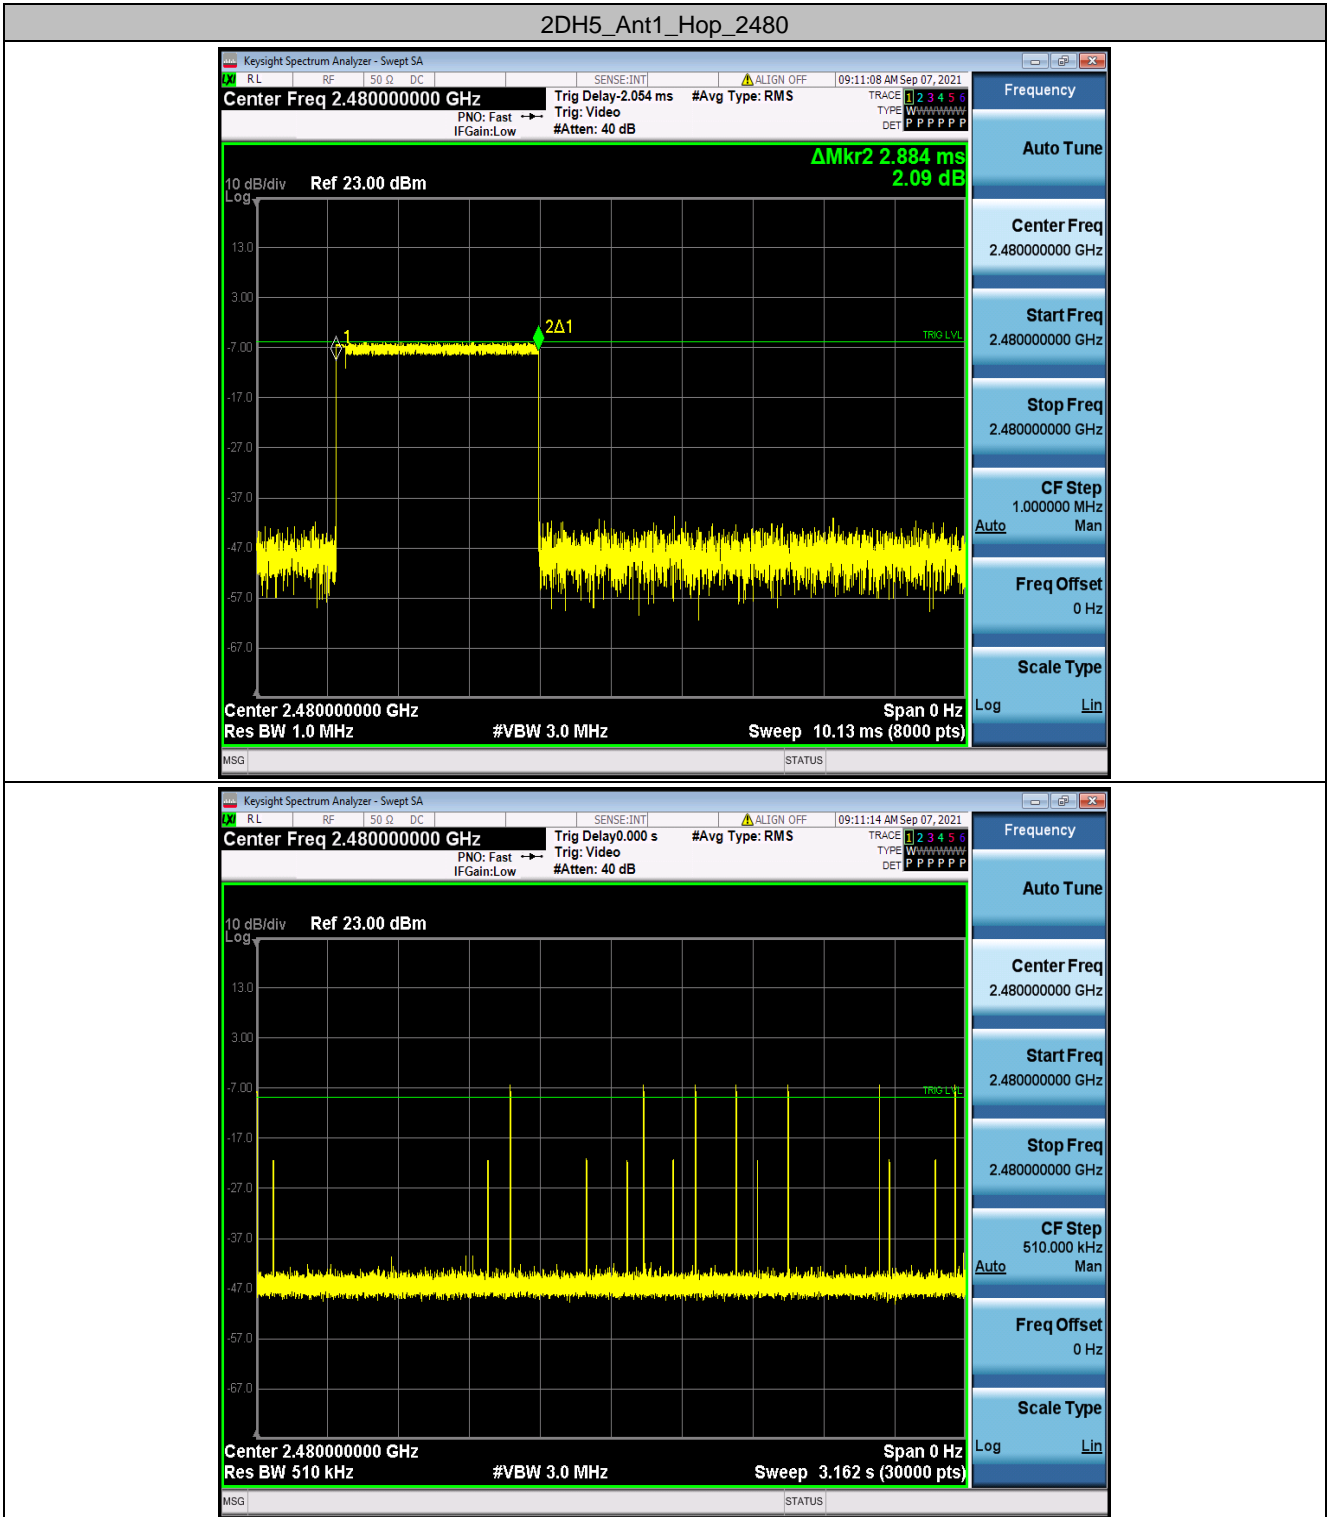 2DH5_Ant1_Hop_2480
Keysight Spectrum Analyzer - Swept SA
LXI RL RF 50 Ω DC SENSE:INT ALIGN OFF 09:11:08 AM Sep 07, 2021
Center Freq 2.480000000 GHz
PNO: Fast
IFGain:Low
Trig Delay-2.054 ms
Trig: Video
#Atten: 40 dB
#Avg Type: RMS
TRACE 1 2 3 4 5 6
TYPE WWWWWW
DET P P P P P P
ΔMkr2 2.884 ms
2.09 dB
10 dB/div Ref 23.00 dBm
Log
13.0
3.00
-7.00
-17.0
-27.0
-37.0
-47.0
-57.0
-67.0
1
2Δ1
TRIG LVL
Center 2.480000000 GHz Span 0 Hz
Res BW 1.0 MHz #VBW 3.0 MHz Sweep 10.13 ms (8000 pts)
MSG STATUS
Frequency
Auto Tune
Center Freq
2.480000000 GHz
Start Freq
2.480000000 GHz
Stop Freq
2.480000000 GHz
CF Step
1.000000 MHz
Auto Man
Freq Offset
0 Hz
Scale Type
Log Lin
Keysight Spectrum Analyzer - Swept SA
LXI RL RF 50 Ω DC SENSE:INT ALIGN OFF 09:11:14 AM Sep 07, 2021
Center Freq 2.480000000 GHz
PNO: Fast
IFGain:Low
Trig Delay0.000 s
Trig: Video
#Atten: 40 dB
#Avg Type: RMS
TRACE 1 2 3 4 5 6
TYPE WWWWWW
DET P P P P P P
10 dB/div Ref 23.00 dBm
Log
13.0
3.00
-7.00
-17.0
-27.0
-37.0
-47.0
-57.0
-67.0
TRIG LVL
Center 2.480000000 GHz Span 0 Hz
Res BW 510 kHz #VBW 3.0 MHz Sweep 3.162 s (30000 pts)
MSG STATUS
Frequency
Auto Tune
Center Freq
2.480000000 GHz
Start Freq
2.480000000 GHz
Stop Freq
2.480000000 GHz
CF Step
510.000 kHz
Auto Man
Freq Offset
0 Hz
Scale Type
Log Lin